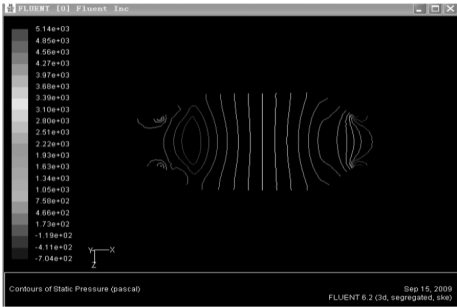 FLUENT [0] Fluent Inc
5.14e+03
4.85e+03
4.56e+03
4.27e+03
3.97e+03
3.68e+03
3.39e+03
3.10e+03
2.80e+03
2.51e+03
2.22e+03
1.93e+03
1.63e+03
1.34e+03
1.05e+03
7.58e+02
4.66e+02
1.73e+02
-1.19e+02
-4.11e+02
-7.04e+02
Y X
Z
Contours of Static Pressure (pascal)
Sep 15, 2009
FLUENT 6.2 (3d, segregated, ske)